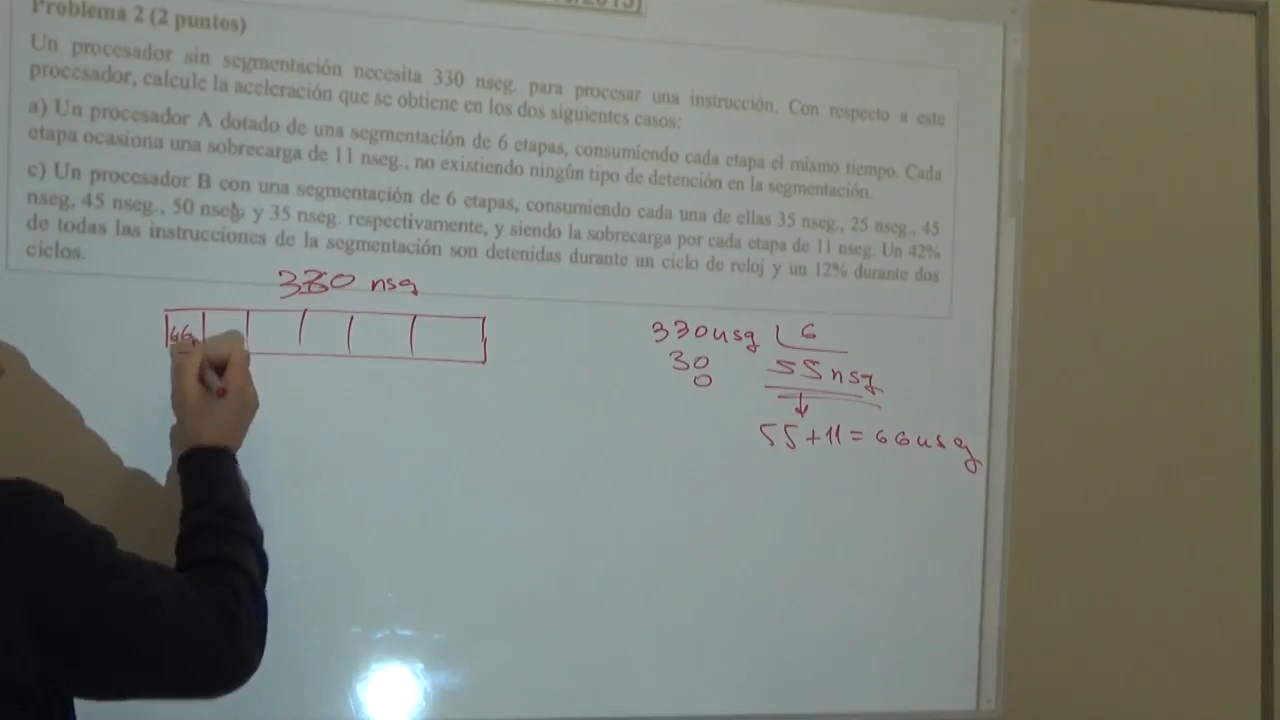 Problema 2 (2 puntos)
Un procesador sin segmentación necesita 330 nseg. para procesar una instrucción. Con respecto a este
procesador, calcule la aceleración que se obtiene en los dos siguientes casos:
a) Un procesador A dotado de una segmentación de 6 etapas, consumiendo cada etapa el mismo tiempo. Cada
etapa ocasiona una sobrecarga de 11 nseg., no existiendo ningún tipo de detención en la segmentación.
c) Un procesador B con una segmentación de 6 etapas, consumiendo cada una de ellas 35 nseg., 25 nseg., 45
nseg, 45 nseg., 50 nseg. y 35 nseg. respectivamente, y siendo la sobrecarga por cada etapa de 11 nseg. Un 42%
de todas las instrucciones de la segmentación son detenidas durante un ciclo de reloj y un 12% durante dos
ciclos.
330 nsg
66
330 nsg 6
30 55 nsg
0
55 + 11 = 66 nsg